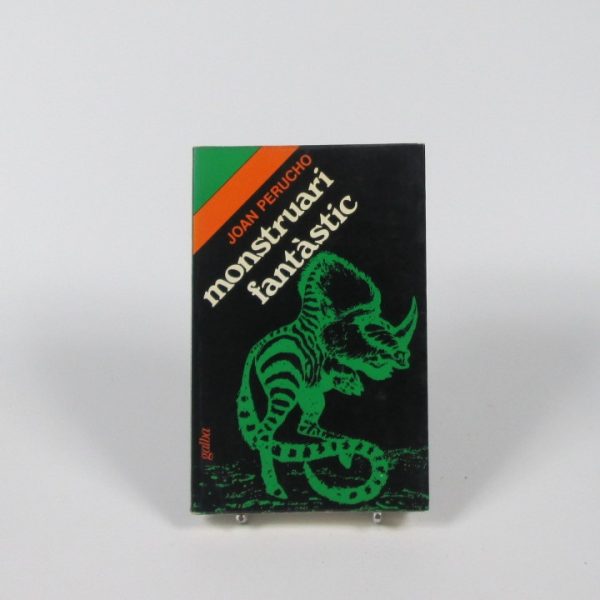 JOAN PERUCHO
monstruari
fantàstic
galba